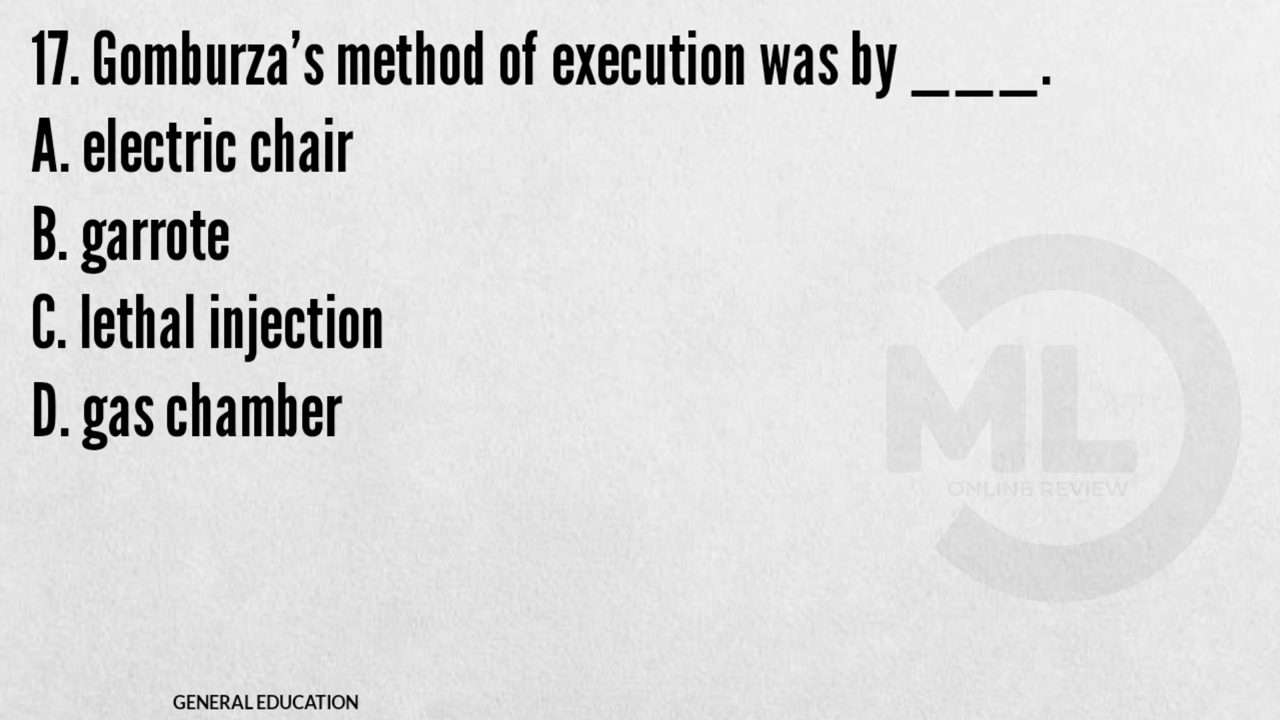 17. Gomburza’s method of execution was by ___.
A. electric chair
B. garrote
C. lethal injection
D. gas chamber
ML
ONLINE REVIEW
GENERAL EDUCATION